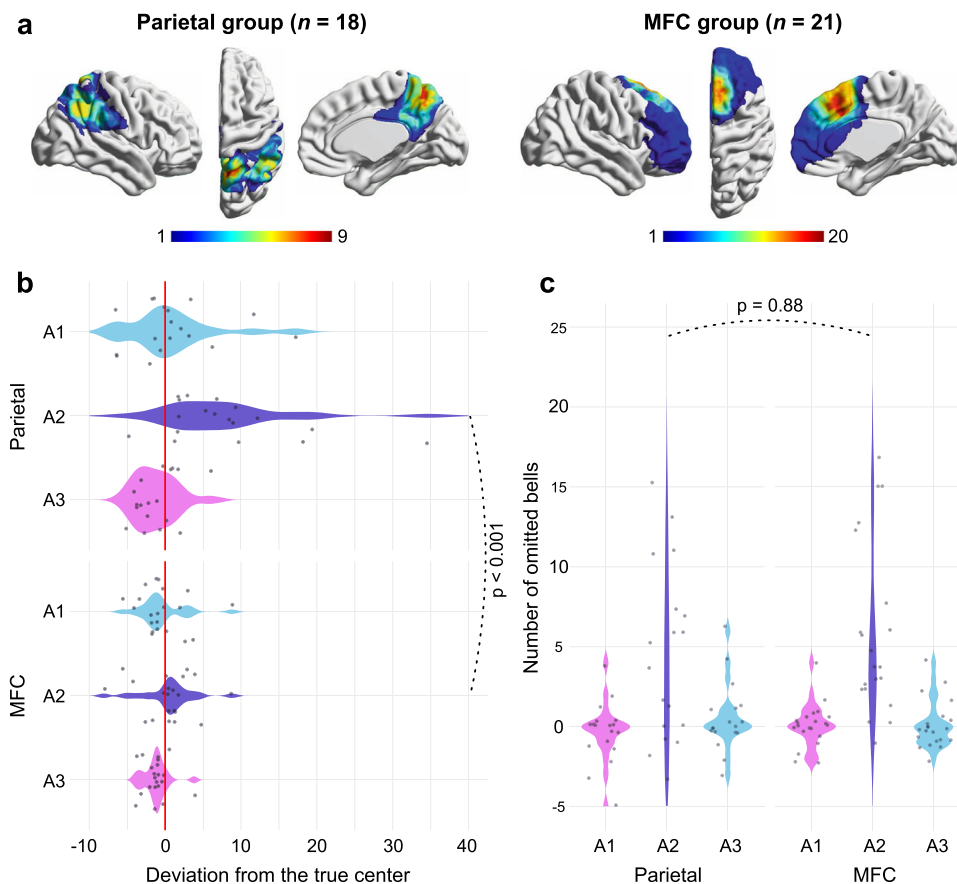 a
Parietal group (n = 18)
MFC group (n = 21)
1
9
1
20
b
Parietal
A1
A2
A3
MFC
A1
A2
A3
p < 0.001
-10
0
10
20
30
40
Deviation from the true center
c
p = 0.88
Number of omitted bells
25
20
15
10
5
0
-5
A1
A2
A3
A1
A2
A3
Parietal
MFC